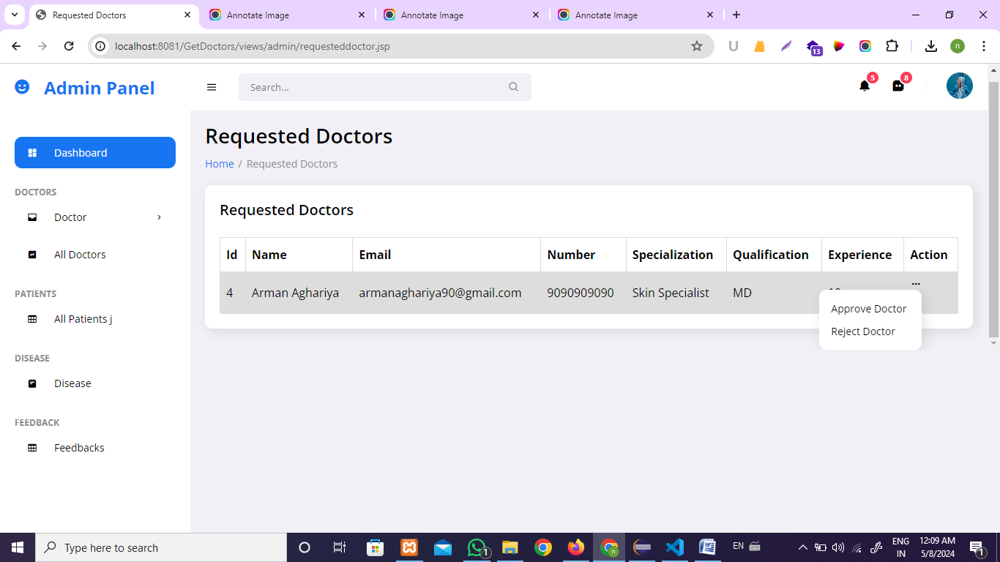 Requested Doctors
Annotate Image
Annotate Image
Annotate Image
localhost:8081/GetDoctors/views/admin/requesteddoctor.jsp
U
13
n
Admin Panel
Search...
5
8
Dashboard
DOCTORS
Doctor
All Doctors
PATIENTS
All Patients j
DISEASE
Disease
FEEDBACK
Feedbacks
Requested Doctors
Home / Requested Doctors
Requested Doctors
Id Name Email Number Specialization Qualification Experience Action
4 Arman Aghariya armanaghariya90@gmail.com 9090909090 Skin Specialist MD
Approve Doctor
Reject Doctor
Type here to search
1
n
EN
ENG
IN
12:09 AM
5/8/2024
1